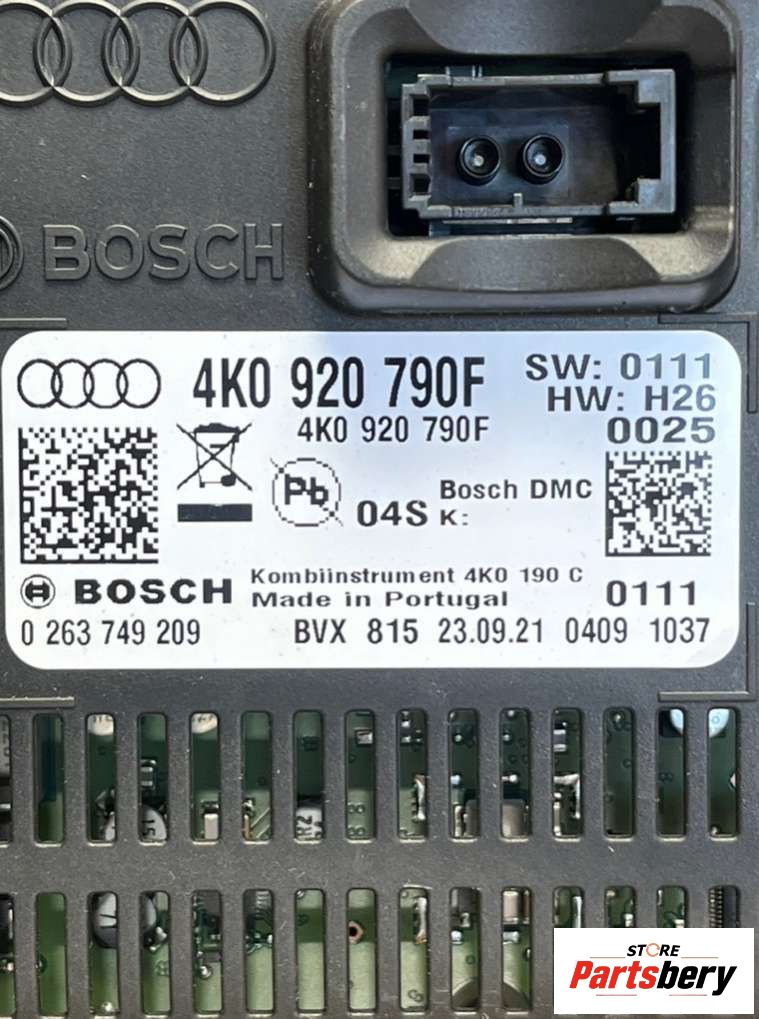 BOSCH
4K0 920 790F
SW: 0111
HW: H26
4K0 920 790F
0025
Pb
04S
Bosch DMC
K:
BOSCH
Kombiinstrument 4K0 190 C
Made in Portugal
0111
0 263 749 209
BVX 815 23.09.21 0409 1037
R2
STORE
Partsbery